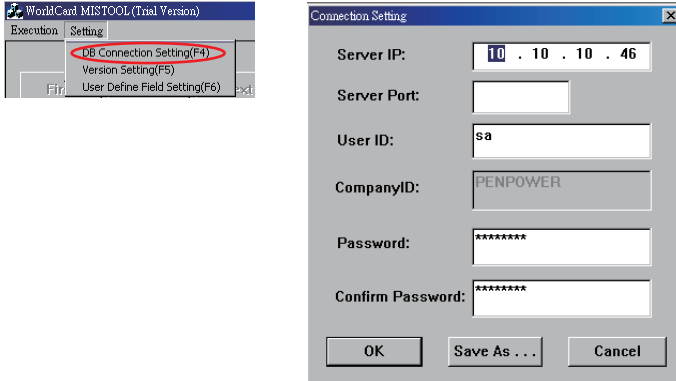 WorldCard MISTOOL(Trial Version)
Execution Setting
DB Connection Setting(F4)
Version Setting(F5)
User Define Field Setting(F6)
Connection Setting
Server IP: 10 . 10 . 10 . 46
Server Port:
User ID: sa
CompanyID: PENPOWER
Password: ********
Confirm Password: ********
OK Save As . . . Cancel